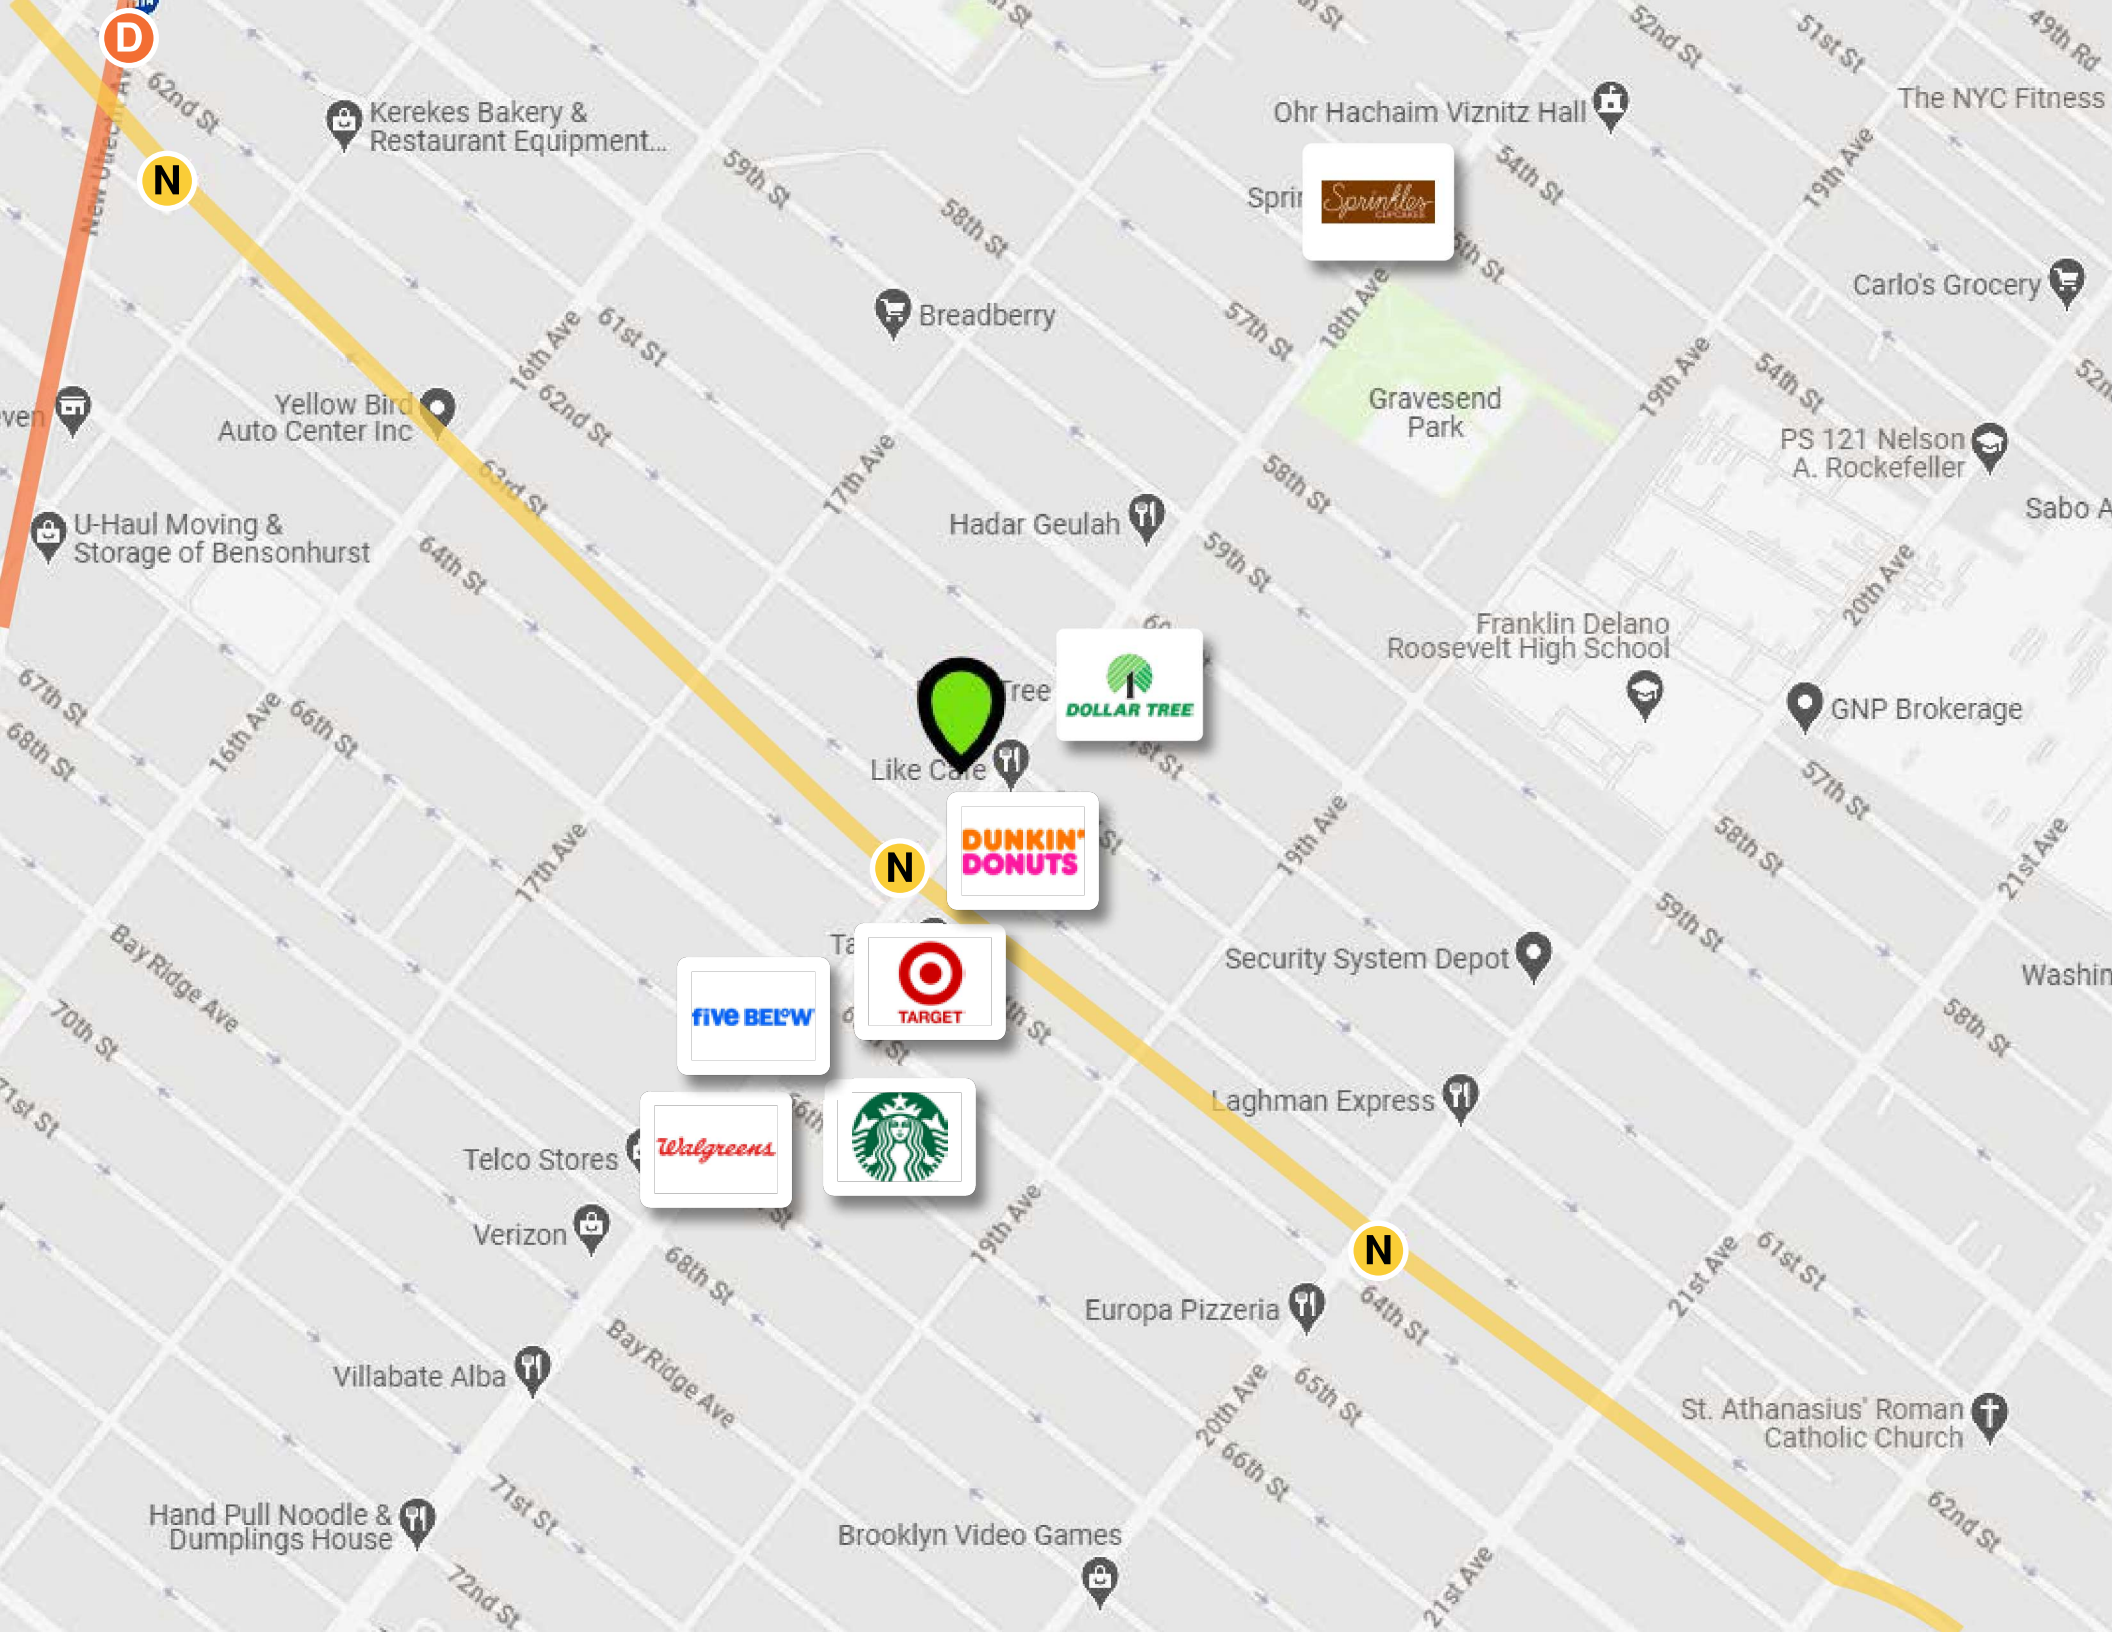 D
N
62nd St
New Utrech
Kerekes Bakery &
Restaurant Equipment...
59th St
58th St
Ohr Hachaim Viznitz Hall
52nd St
51st St
49th Rd
The NYC Fitness
54th St
19th Ave
Sprinkles
CUPCAKES
Carlo's Grocery
Breadberry
57th St
18th Ave
16th Ave
61st St
62nd St
Yellow Bird
Auto Center Inc
Gravesend
Park
19th Ave
54th St
PS 121 Nelson
A. Rockefeller
17th Ave
58th St
63rd St
Hadar Geulah
U-Haul Moving &
Storage of Bensonhurst
64th St
59th St
20th Ave
Franklin Delano
Roosevelt High School
GNP Brokerage
Tree
DOLLAR TREE
Like Cafe
67th St
68th St
16th Ave
66th St
57th St
58th St
19th Ave
21st Ave
17th Ave
DUNKIN'
DONUTS
N
59th St
Security System Depot
Bay Ridge Ave
70th St
71st St
five BEL°W
TARGET
58th St
Laghman Express
Telco Stores
Walgreens
Verizon
68th St
19th Ave
N
21st Ave
61st St
Europa Pizzeria
64th St
Villabate Alba
Bay Ridge Ave
20th Ave
65th St
66th St
St. Athanasius' Roman
Catholic Church
71st St
Hand Pull Noodle &
Dumplings House
72nd St
Brooklyn Video Games
62nd St
21st Ave